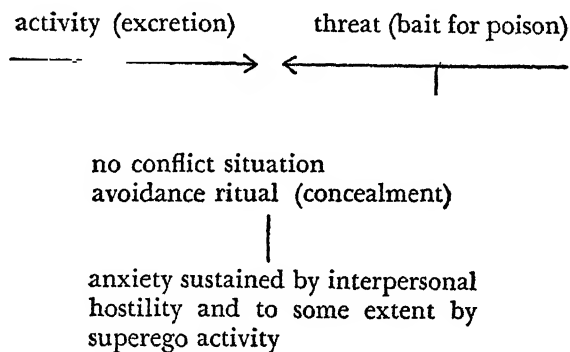 activity (excretion) threat (bait for poison)
no conflict situation
avoidance ritual (concealment)
anxiety sustained by interpersonal
hostility and to some extent by
superego activity